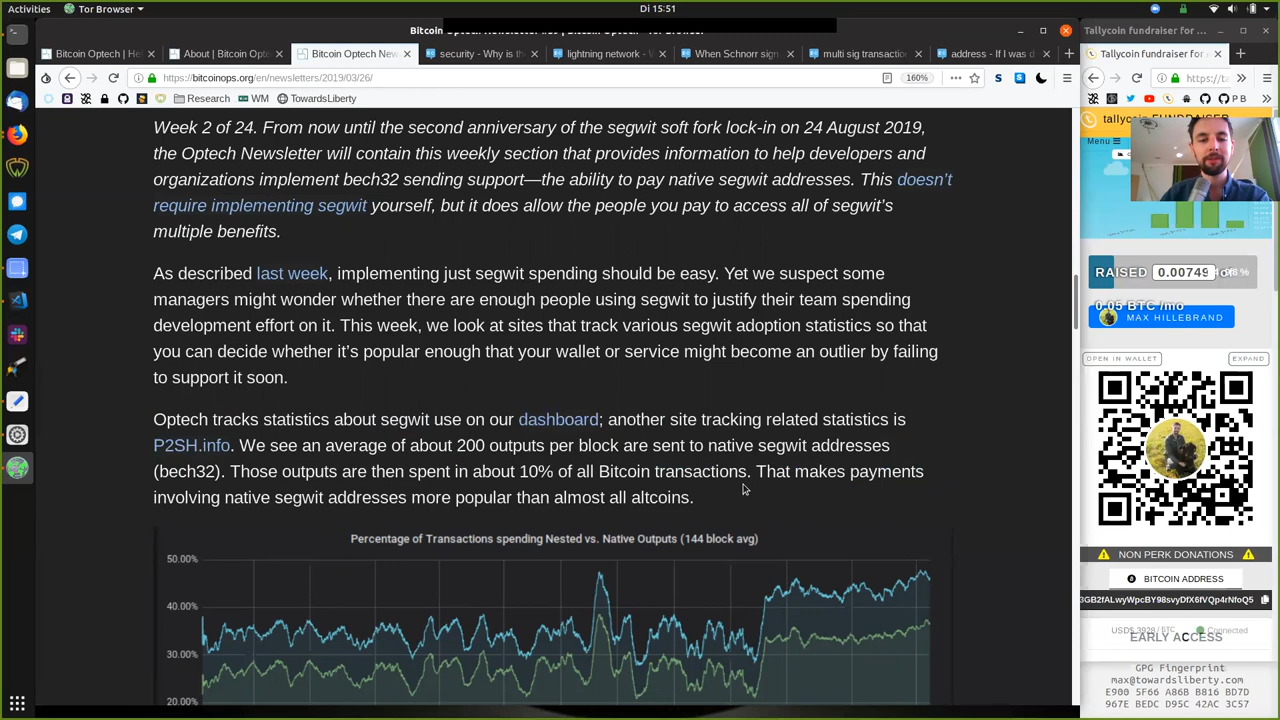 Activities
Tor Browser
Di 15:51
Bitcoin Optech | He
About | Bitcoin Opt
Bitcoin Optech New
security - Why is th
lightning network -
When Schnorr sign
multi sig transactio
address - If I was d
https://bitcoinops.org/en/newsletters/2019/03/26/
160%
Research
WM
TowardsLiberty
Week 2 of 24. From now until the second anniversary of the segwit soft fork lock-in on 24 August 2019,
the Optech Newsletter will contain this weekly section that provides information to help developers and
organizations implement bech32 sending support—the ability to pay native segwit addresses. This doesn't
require implementing segwit yourself, but it does allow the people you pay to access all of segwit's
multiple benefits.
As described last week, implementing just segwit spending should be easy. Yet we suspect some
managers might wonder whether there are enough people using segwit to justify their team spending
development effort on it. This week, we look at sites that track various segwit adoption statistics so that
you can decide whether it's popular enough that your wallet or service might become an outlier by failing
to support it soon.
Optech tracks statistics about segwit use on our dashboard; another site tracking related statistics is
P2SH.info. We see an average of about 200 outputs per block are sent to native segwit addresses
(bech32). Those outputs are then spent in about 10% of all Bitcoin transactions. That makes payments
involving native segwit addresses more popular than almost all altcoins.
Percentage of Transactions spending Nested vs. Native Outputs (144 block avg)
50.00%
40.00%
30.00%
20.00%
Tallycoin fundraiser for
Tallycoin fundraiser for
https://ta
P B
tallycoin FUNDRAISER
Menu
RAISED 0.00749
0.05 BTC /mo
MAX HILLEBRAND
OPEN IN WALLET
EXPAND
NON PERK DONATIONS
BITCOIN ADDRESS
3GB2fALwyWpcBY98svyDfX6fVQp4rNfoQ5
USD$ 3928 / BTC
Connected
EARLY ACCESS
GPG Fingerprint
max@towardsliberty.com
E900 5F66 A86B B816 BD7D
967E BEDC D95C 42AC 3C57